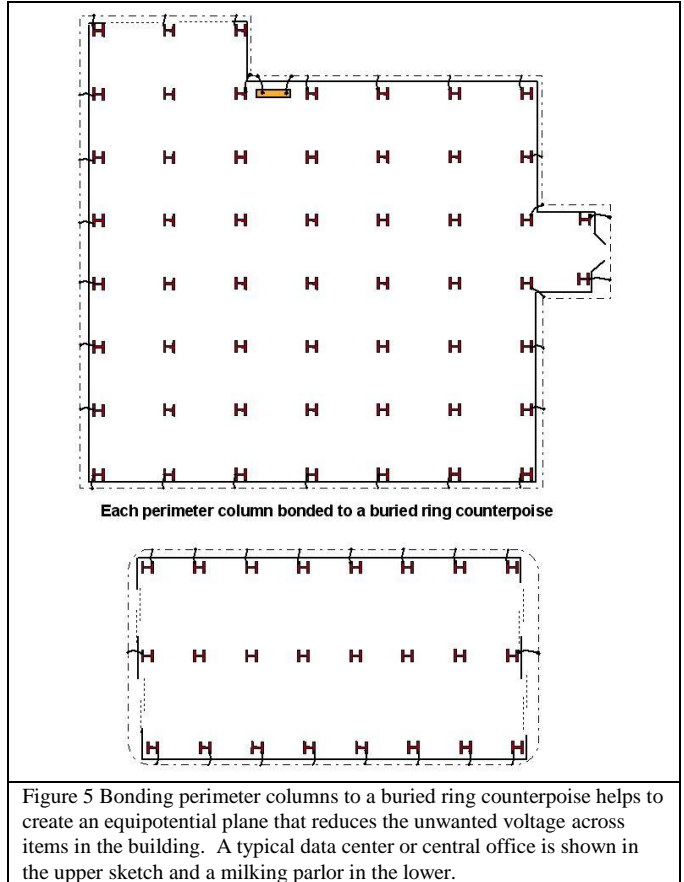 Each perimeter column bonded to a buried ring counterpoise
Figure 5 Bonding perimeter columns to a buried ring counterpoise helps to
create an equipotential plane that reduces the unwanted voltage across
items in the building.  A typical data center or central office is shown in
the upper sketch and a milking parlor in the lower.